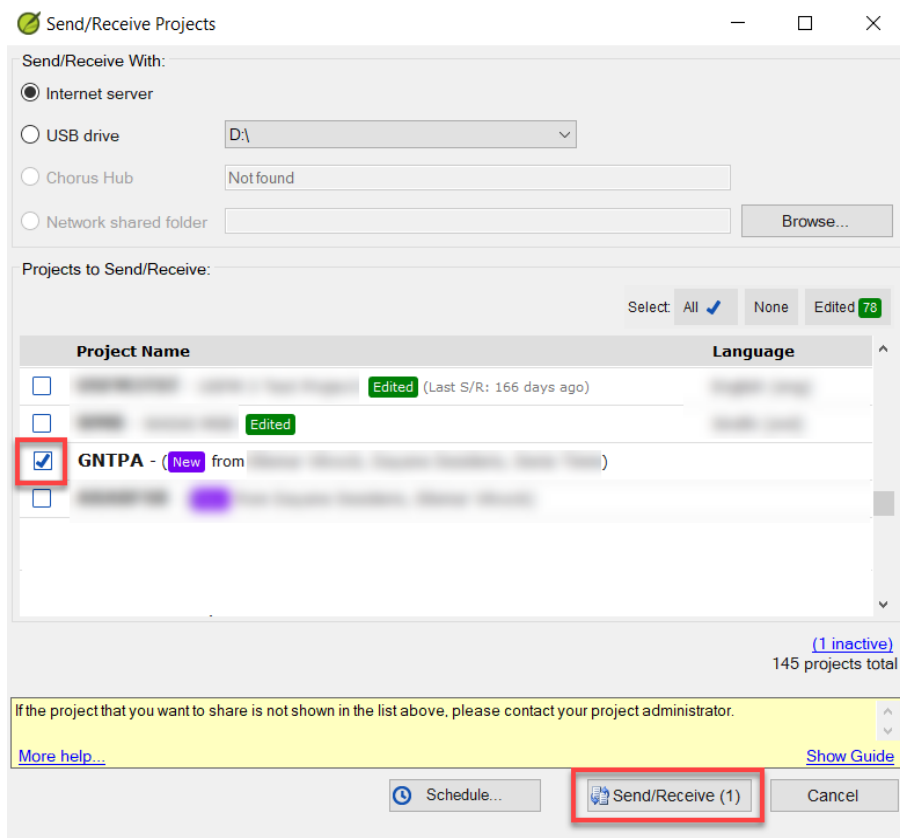 Send/Receive Projects
Send/Receive With:
Internet server
USB drive D:\
Chorus Hub Not found
Network shared folder Browse...
Projects to Send/Receive:
Select: All None Edited 78
Project Name Language
Edited (Last S/R: 166 days ago)
Edited
GNTPA - (New from )
(1 inactive)
145 projects total
If the project that you want to share is not shown in the list above, please contact your project administrator.
More help... Show Guide
Schedule... Send/Receive (1) Cancel